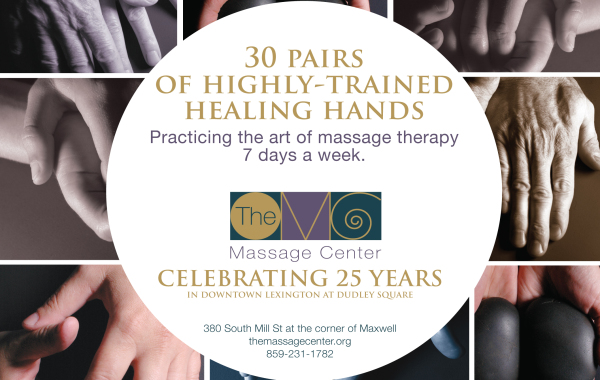 30 PAIRS
OF HIGHLY-TRAINED
HEALING HANDS
Practicing the art of massage therapy
7 days a week.
The
Massage Center
CELEBRATING 25 YEARS
IN DOWNTOWN LEXINGTON AT DUDLEY SQUARE
380 South Mill St at the corner of Maxwell
themassagecenter.org
859-231-1782